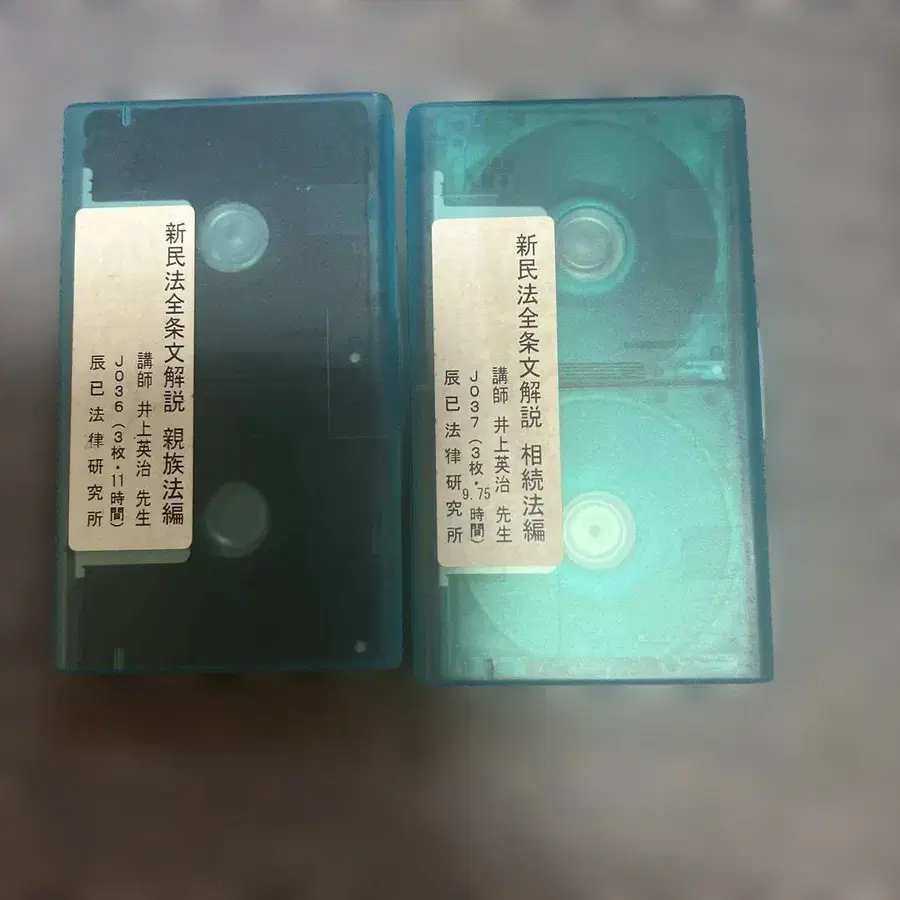 新民法全条文解説 親族法編
講師 井上英治 先生
J036(3枚・11時間)
辰已法律研究所
新民法全条文解説 相続法編
講師 井上英治 先生
J037(3枚・9.75時間)
辰已法律研究所